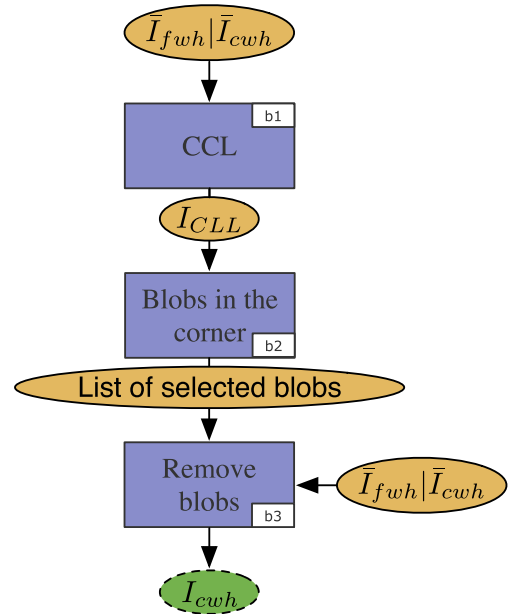 Ī_fwh|Ī_cwh
b1
CCL
I_CLL
Blobs in the
corner
b2
List of selected blobs
Remove
blobs
b3
Ī_fwh|Ī_cwh
I_cwh